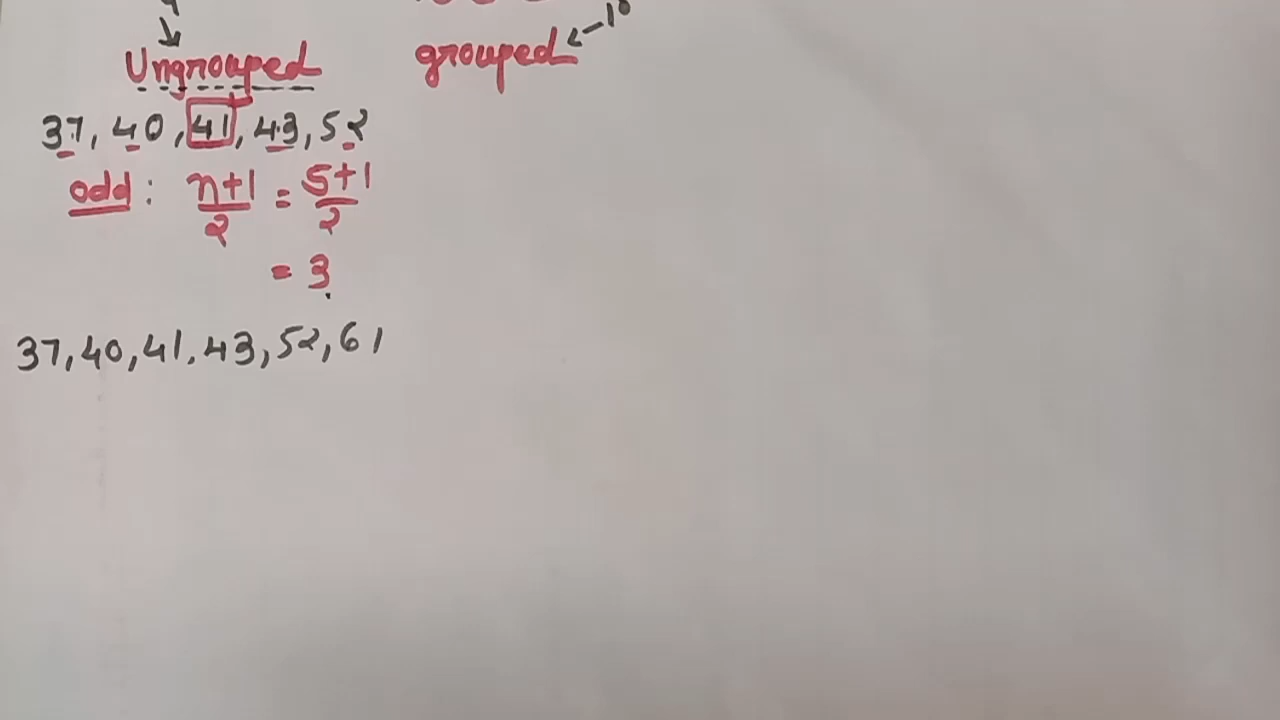 Ungrouped grouped
37, 40, 41, 43, 52
odd : n+1/2 = 5+1/2
= 3
37, 40, 41, 43, 52, 61